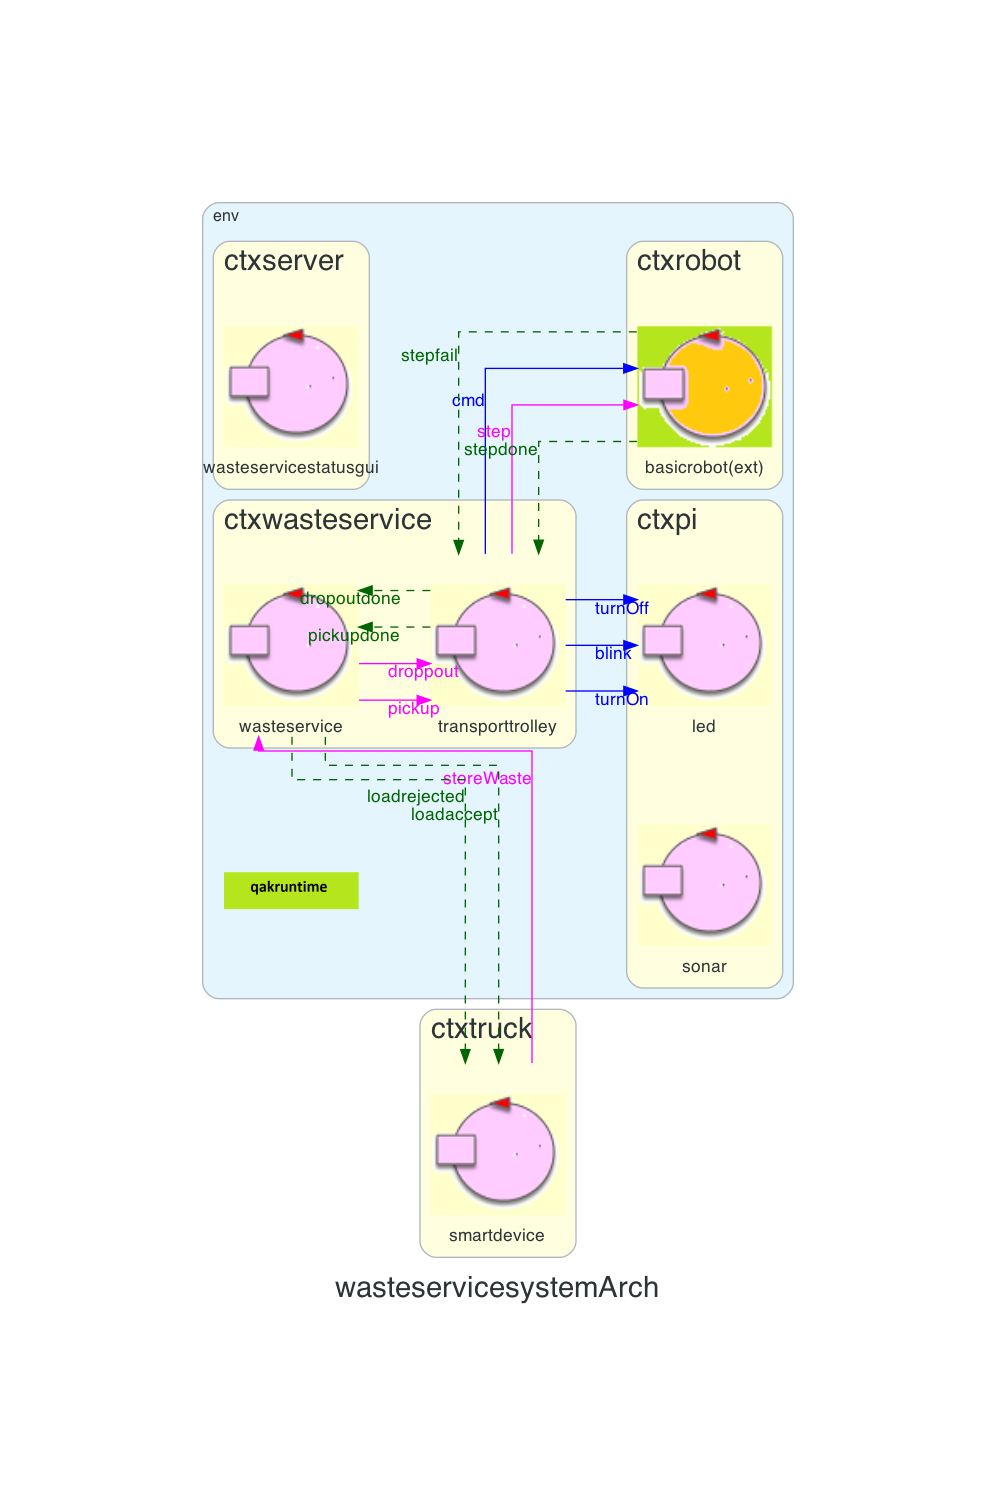 env
ctxserver
ctxrobot
stepfail
cmd
step
stepdone
wasteservicestatusgui
basicrobot(ext)
ctxwasteservice
ctxpi
dropoutdone
turnOff
pickupdone
blink
droppout
turnOn
pickup
wasteservice
transporttrolley
led
storeWaste
loadrejected
loadaccept
qakruntime
sonar
ctxtruck
smartdevice
wasteservicesystemArch